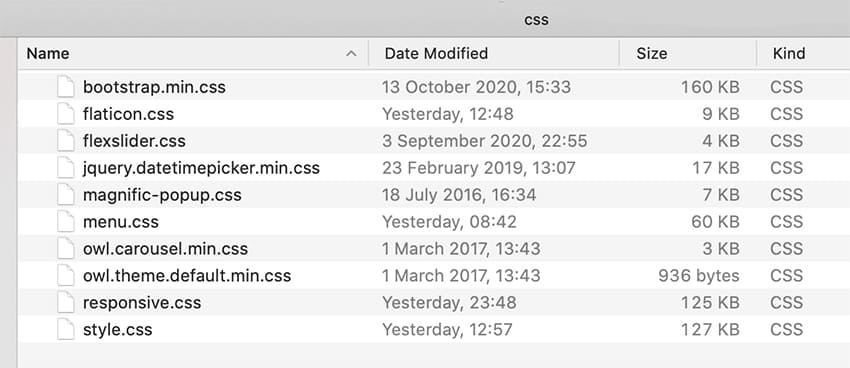 css
Name Date Modified Size Kind
bootstrap.min.css 13 October 2020, 15:33 160 KB CSS
flaticon.css Yesterday, 12:48 9 KB CSS
flexslider.css 3 September 2020, 22:55 4 KB CSS
jquery.datetimepicker.min.css 23 February 2019, 13:07 17 KB CSS
magnific-popup.css 18 July 2016, 16:34 7 KB CSS
menu.css Yesterday, 08:42 60 KB CSS
owl.carousel.min.css 1 March 2017, 13:43 3 KB CSS
owl.theme.default.min.css 1 March 2017, 13:43 936 bytes CSS
responsive.css Yesterday, 23:48 125 KB CSS
style.css Yesterday, 12:57 127 KB CSS